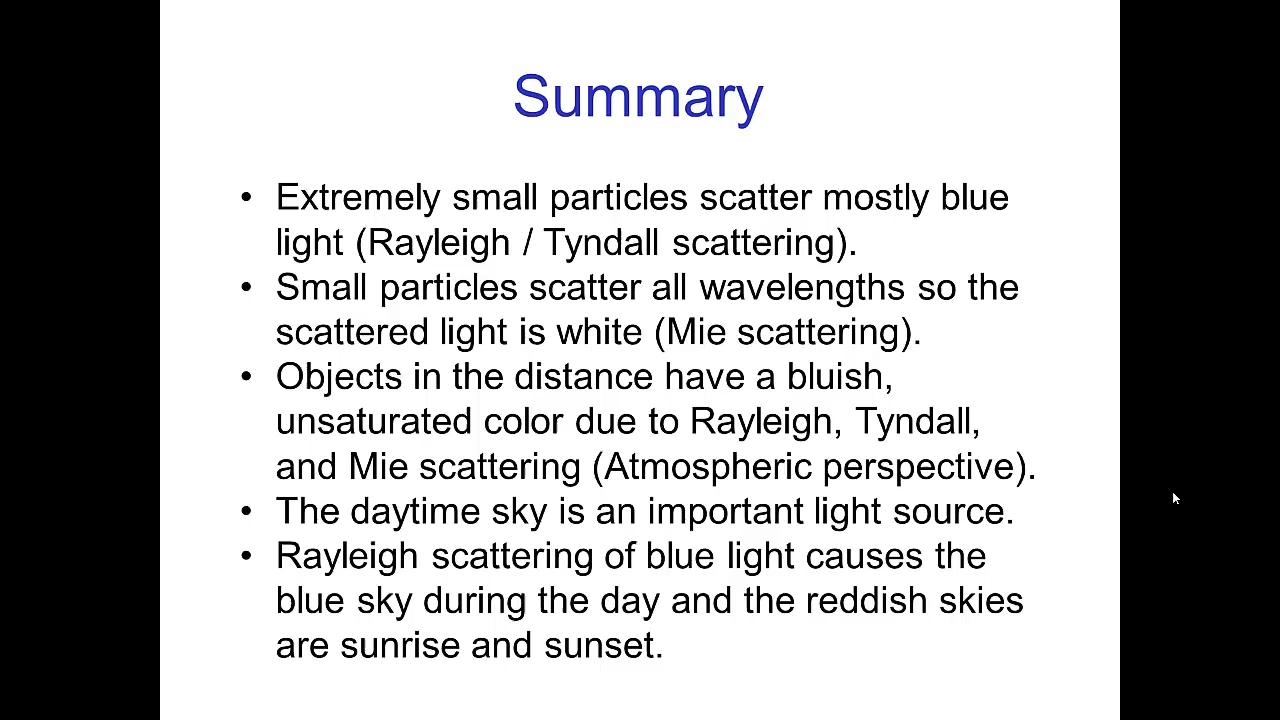 Summary
• Extremely small particles scatter mostly blue
light (Rayleigh / Tyndall scattering).
• Small particles scatter all wavelengths so the
scattered light is white (Mie scattering).
• Objects in the distance have a bluish,
unsaturated color due to Rayleigh, Tyndall,
and Mie scattering (Atmospheric perspective).
• The daytime sky is an important light source.
• Rayleigh scattering of blue light causes the
blue sky during the day and the reddish skies
are sunrise and sunset.